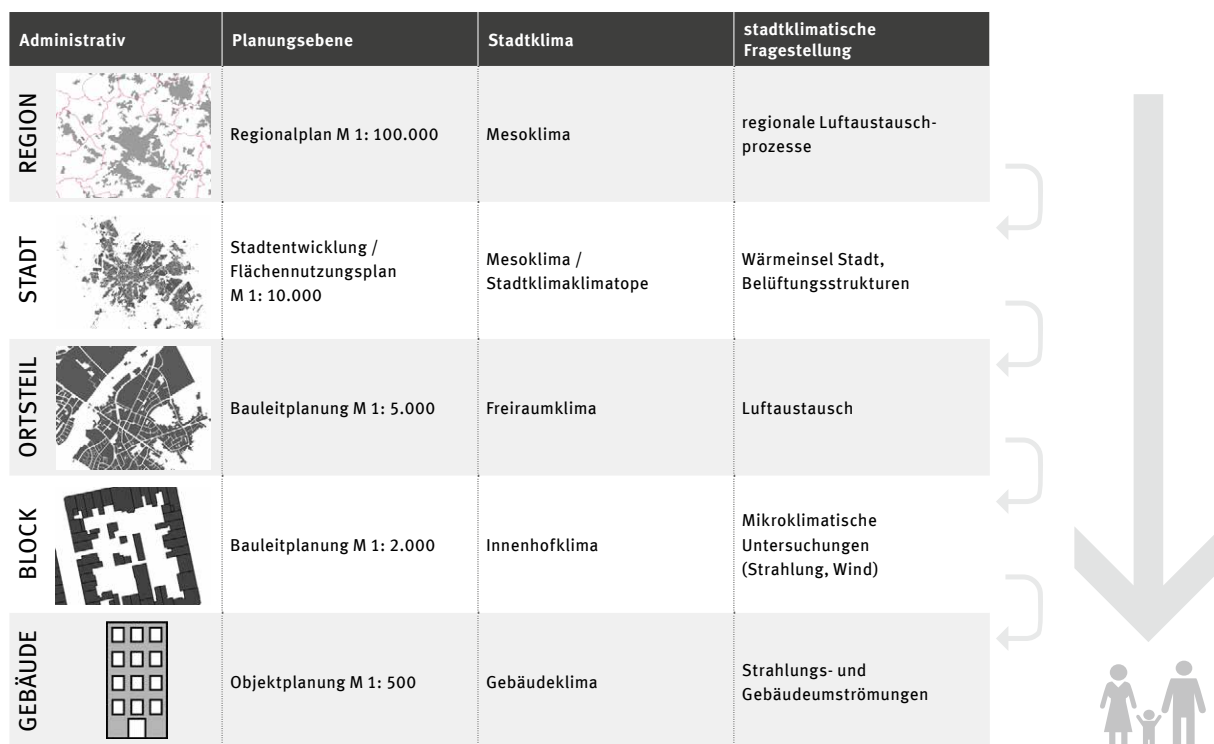 Administrativ
Planungsebene
Stadtklima
stadtklimatische
Fragestellung
REGION
Regionalplan M 1: 100.000
Mesoklima
regionale Luftaustausch-
prozesse
STADT
Stadtentwicklung /
Flächennutzungsplan
M 1: 10.000
Mesoklima /
Stadtklimaklimatope
Wärmeinsel Stadt,
Belüftungsstrukturen
ORTSTEIL
Bauleitplanung M 1: 5.000
Freiraumklima
Luftaustausch
BLOCK
Bauleitplanung M 1: 2.000
Innenhofklima
Mikroklimatische
Untersuchungen
(Strahlung, Wind)
GEBÄUDE
Objektplanung M 1: 500
Gebäudeklima
Strahlungs- und
Gebäudeumströmungen